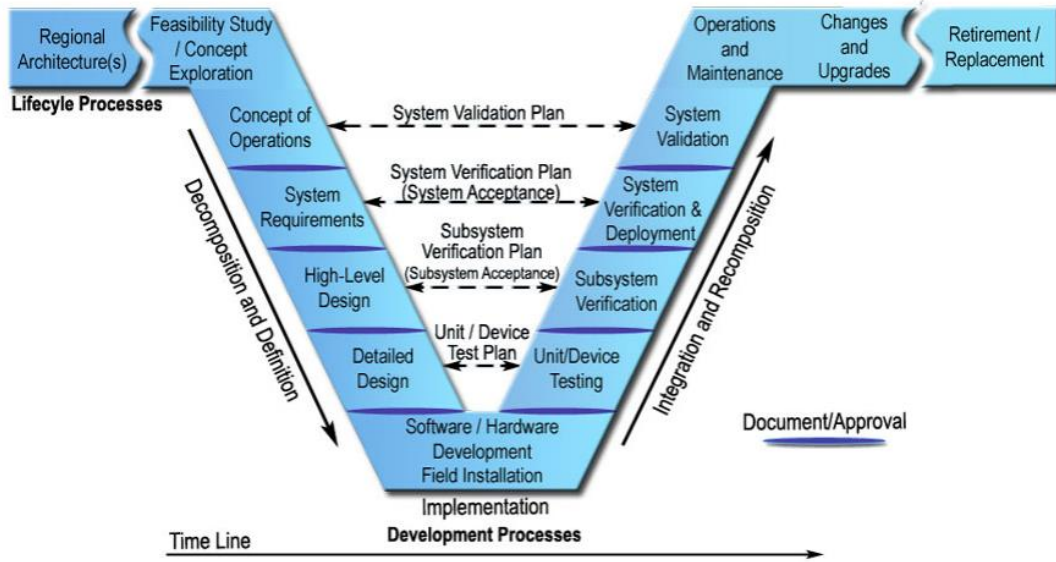 Regional
Architecture(s)
Feasibility Study
/ Concept
Exploration
Operations
and
Maintenance
Changes
and
Upgrades
Retirement /
Replacement
Lifecyle Processes
Concept of
Operations
System Validation Plan
System
Validation
System
Requirements
System Verification Plan
(System Acceptance)
System
Verification &
Deployment
High-Level
Design
Subsystem
Verification Plan
(Subsystem Acceptance)
Subsystem
Verification
Detailed
Design
Unit / Device
Test Plan
Unit/Device
Testing
Decomposition and Definition
Integration and Recomposition
Software / Hardware
Development
Field Installation
Document/Approval
Implementation
Development Processes
Time Line